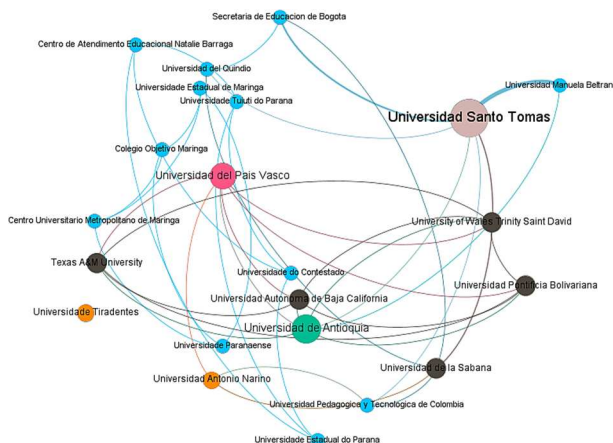 Secretaria de Educacion de Bogota
Centro de Atendimento Educacional Natalie Barraga
Universidad del Quindio
Universidade Estadual de Maringa
Universidad Manuela Beltran
Universidade Tuiuti do Parana
Universidad Santo Tomas
Colegio Objetivo Maringa
Universidad del Pais Vasco
Centro Universitario Metropolitano de Maringa
University of Wales Trinity Saint David
Texas A&M University
Universidade do Contestado
Universidad Pontificia Bolivariana
Universidad Autonoma de Baja California
Universidade Tiradentes
Universidad de Antioquia
Universidade Paranaense
Universidad de la Sabana
Universidad Antonio Narino
Universidad Pedagogica y Tecnologica de Colombia
Universidade Estadual do Parana